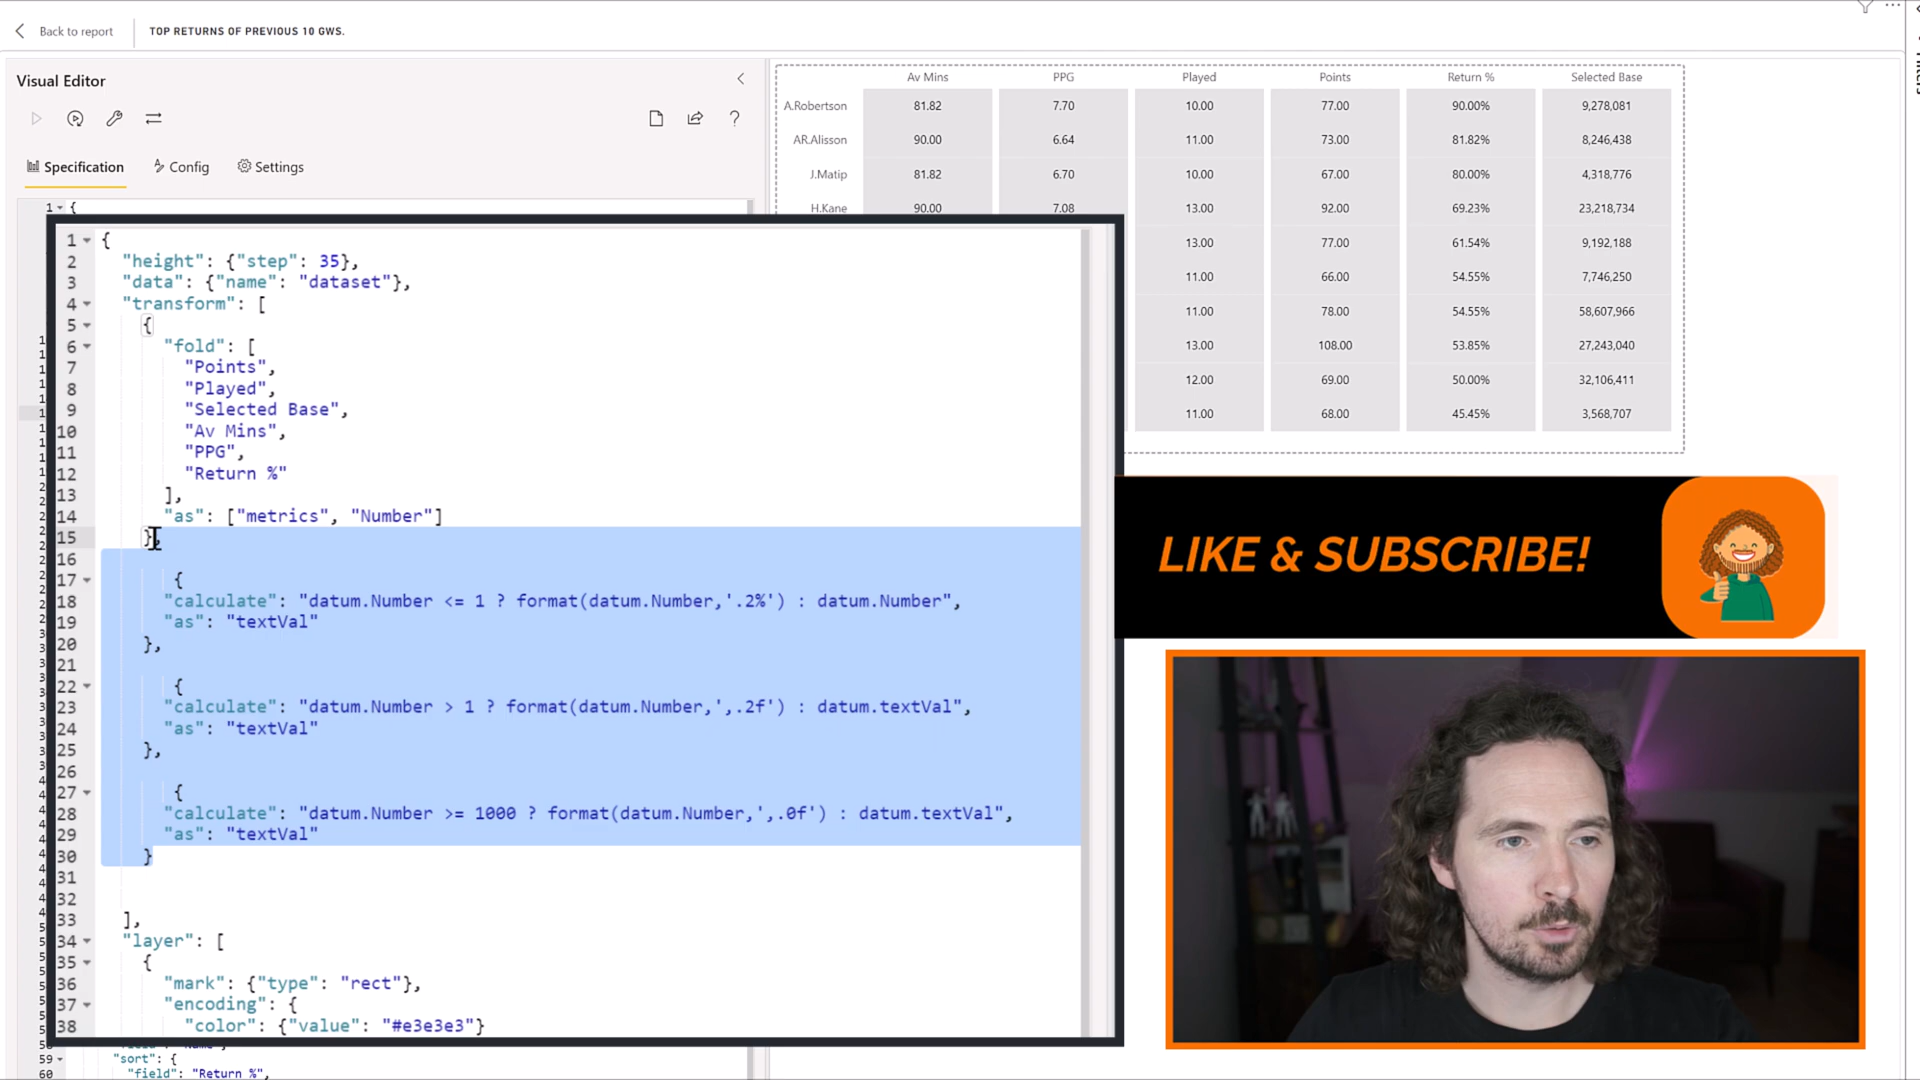 Back to report
TOP RETURNS OF PREVIOUS 10 GWS.
Visual Editor
?
Specification
Config
Settings
Av Mins PPG Played Points Return % Selected Base
A.Robertson 81.82 7.70 10.00 77.00 90.00% 9,278,081
AR.Alisson 90.00 6.64 11.00 73.00 81.82% 8,246,438
J.Matip 81.82 6.70 10.00 67.00 80.00% 4,318,776
H.Kane 90.00 7.08 13.00 92.00 69.23% 23,218,734
13.00 77.00 61.54% 9,192,188
11.00 66.00 54.55% 7,746,250
11.00 78.00 54.55% 58,607,966
13.00 108.00 53.85% 27,243,040
12.00 69.00 50.00% 32,106,411
11.00 68.00 45.45% 3,568,707
1 {
1 {
2 "height": {"step": 35},
3 "data": {"name": "dataset"},
4 "transform": [
5 {
6 "fold": [
7 "Points",
8 "Played",
9 "Selected Base",
10 "Av Mins",
11 "PPG",
12 "Return %"
13 ],
14 "as": ["metrics", "Number"]
15 },
16
17 {
18 "calculate": "datum.Number <= 1 ? format(datum.Number,'.2%') : datum.Number",
19 "as": "textVal"
20 },
21
22 {
23 "calculate": "datum.Number > 1 ? format(datum.Number,',.2f') : datum.textVal",
24 "as": "textVal"
25 },
26
27 {
28 "calculate": "datum.Number >= 1000 ? format(datum.Number,',.0f') : datum.textVal",
29 "as": "textVal"
30 }
31
32
33 ],
34 "layer": [
35 {
36 "mark": {"type": "rect"},
37 "encoding": {
38 "color": {"value": "#e3e3e3"}
59 "sort": {
60 "field": "Return %",
LIKE & SUBSCRIBE!